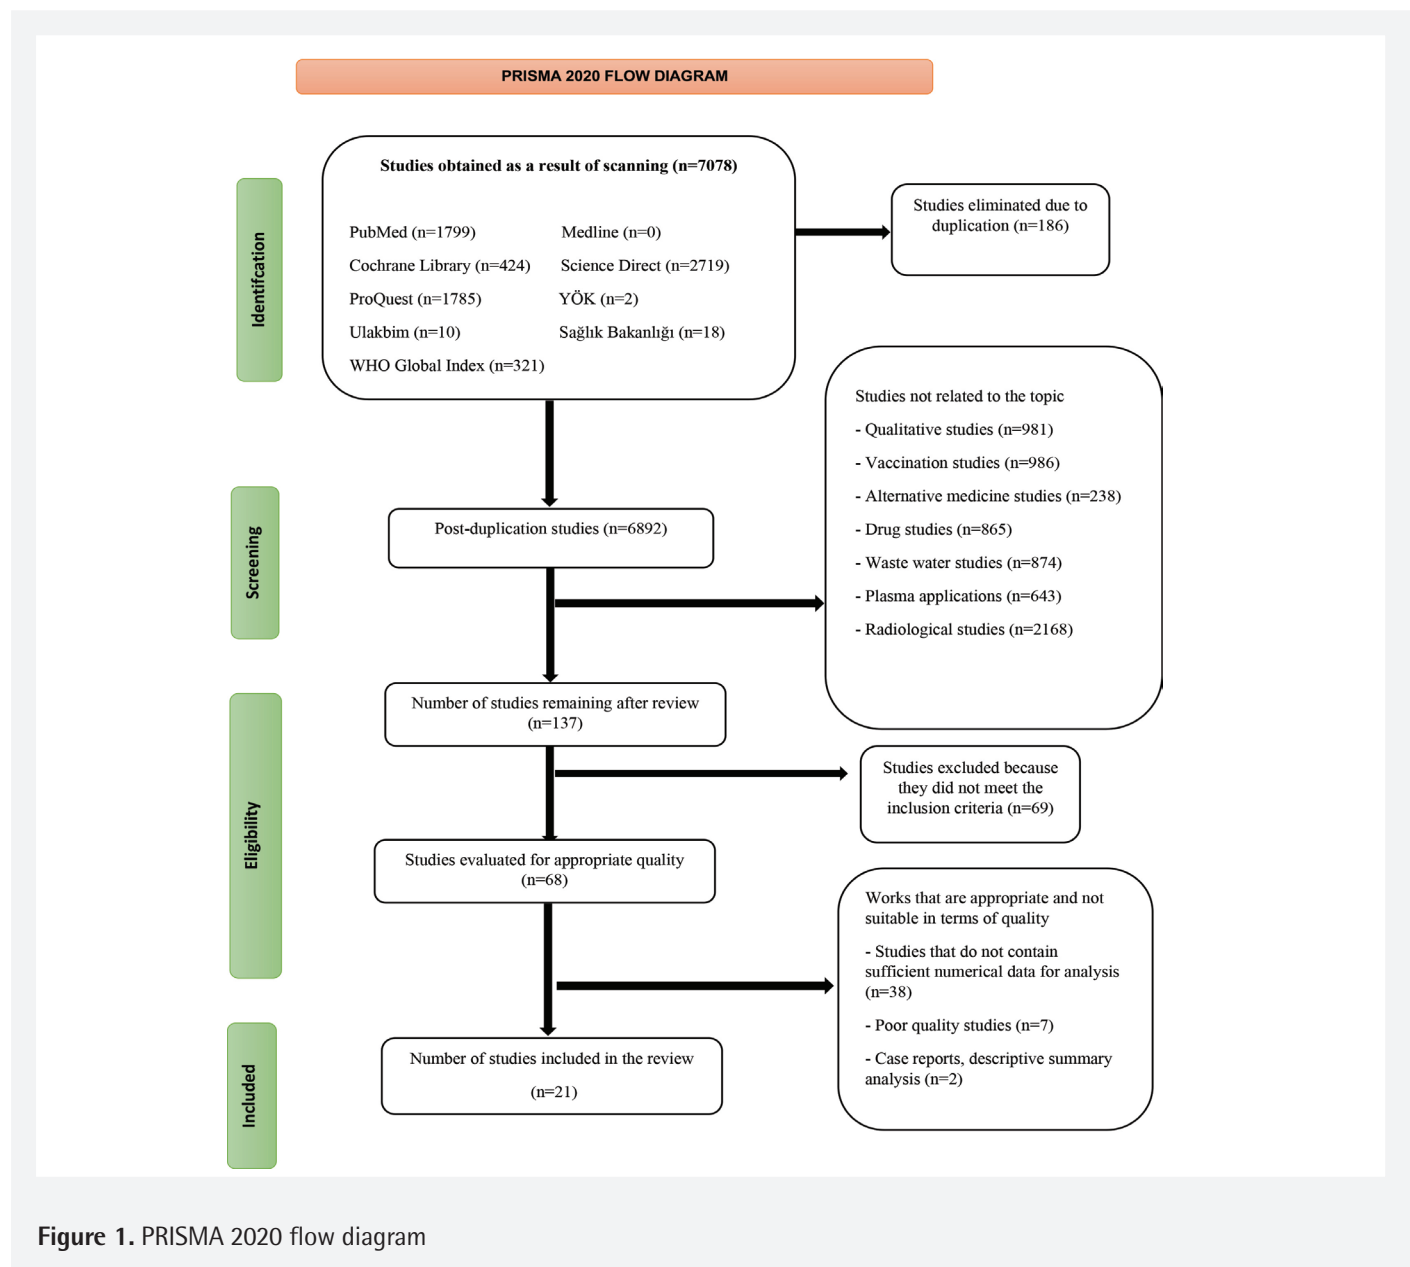 PRISMA 2020 FLOW DIAGRAM
Identifcation
Studies obtained as a result of scanning (n=7078)
PubMed (n=1799)
Medline (n=0)
Cochrane Library (n=424)
Science Direct (n=2719)
ProQuest (n=1785)
YÖK (n=2)
Ulakbim (n=10)
Sağlık Bakanlığı (n=18)
WHO Global Index (n=321)
Studies eliminated due to
duplication (n=186)
Screening
Post-duplication studies (n=6892)
Studies not related to the topic
- Qualitative studies (n=981)
- Vaccination studies (n=986)
- Alternative medicine studies (n=238)
- Drug studies (n=865)
- Waste water studies (n=874)
- Plasma applications (n=643)
- Radiological studies (n=2168)
Eligibility
Number of studies remaining after review
(n=137)
Studies excluded because
they did not meet the
inclusion criteria (n=69)
Studies evaluated for appropriate quality
(n=68)
Works that are appropriate and not
suitable in terms of quality
- Studies that do not contain
sufficient numerical data for analysis
(n=38)
- Poor quality studies (n=7)
- Case reports, descriptive summary
analysis (n=2)
Included
Number of studies included in the review
(n=21)
Figure 1. PRISMA 2020 flow diagram